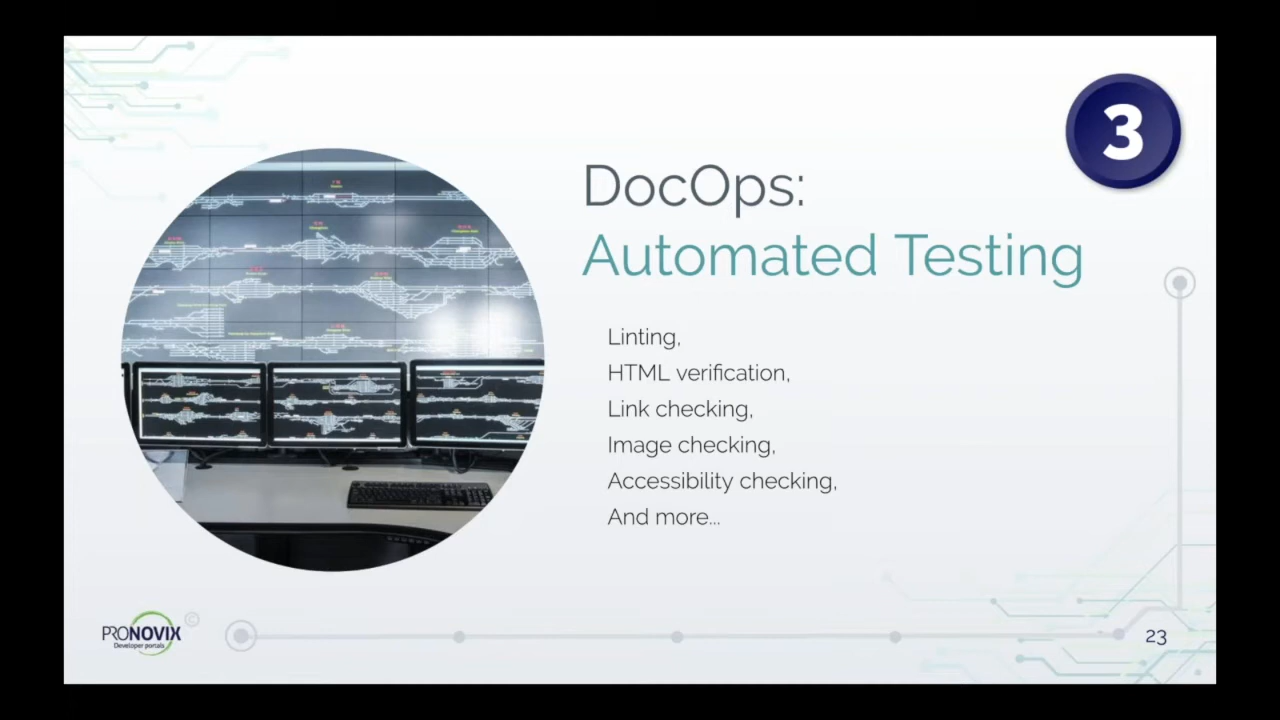 3
DocOps:
Automated Testing
Linting,
HTML verification,
Link checking,
Image checking,
Accessibility checking,
And more...
PRONOVIX ©
Developer portals
23